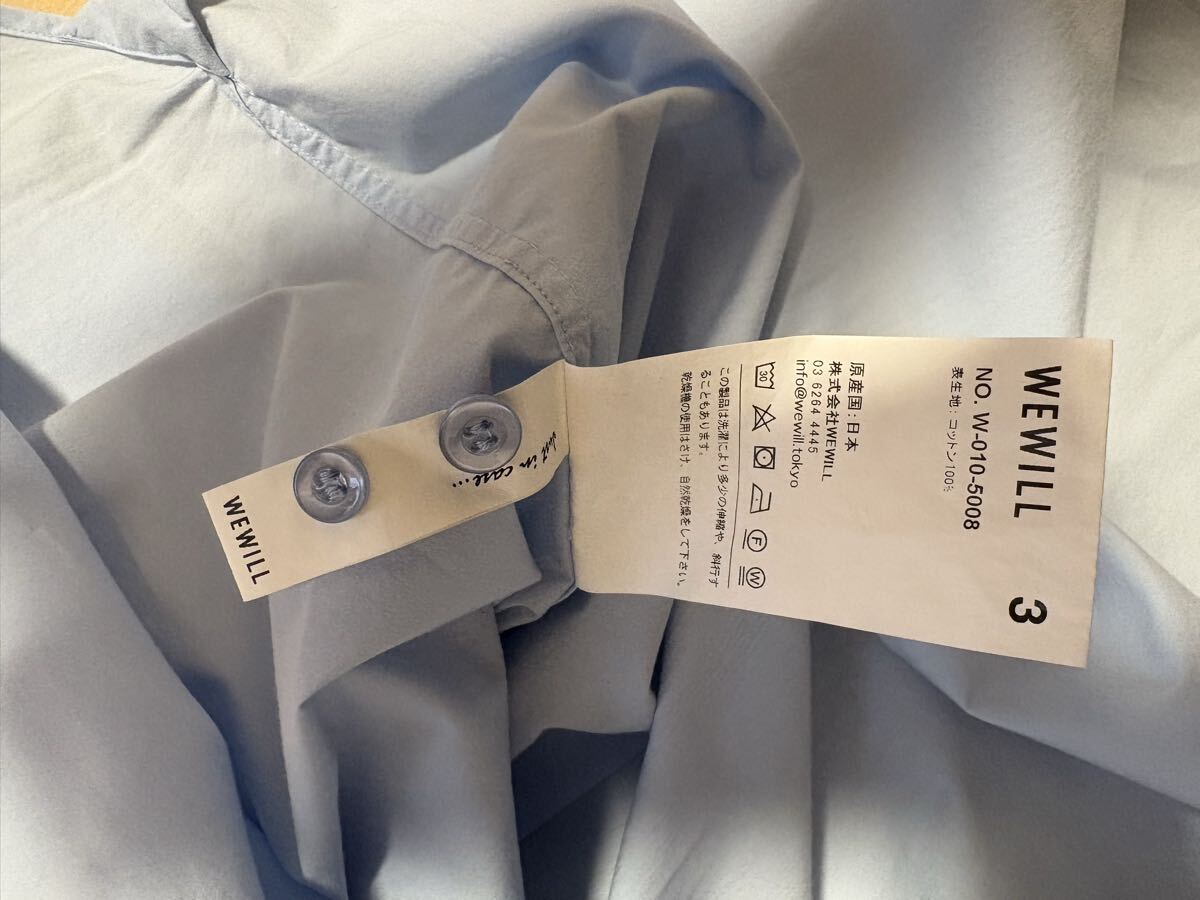 WEWILL
NO. W-010-5008
3
表生地:コットン100%
原産国:日本
株式会社WEWILL
03 6264 4445
info@wewill.tokyo
30
F
W
この製品は洗濯により多少の伸縮や、斜行す
ることもあります。
乾燥機の使用はさけ、自然乾燥をして下さい。
Just in case...
WEWILL